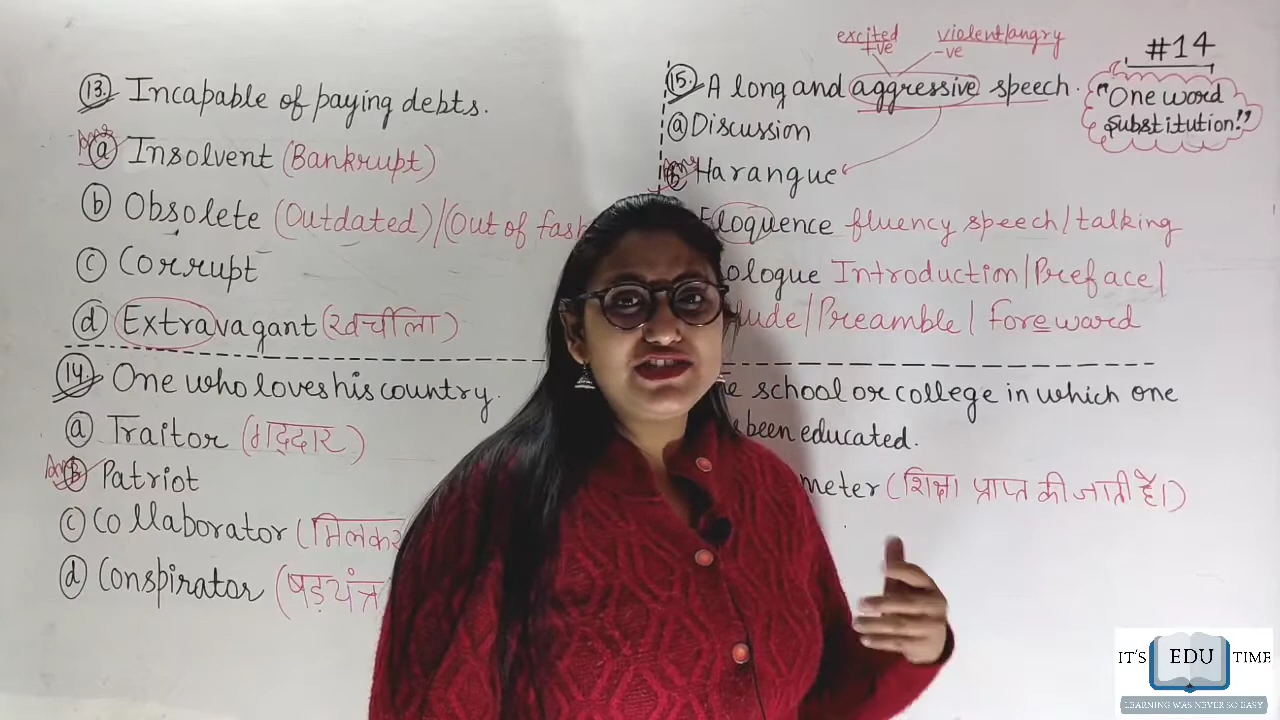 13. Incapable of paying debts.
Ans
a Insolvent (Bankrupt)
b Obsolete (Outdated)/(Out of fash
c Corrupt
d Extravagant (खर्चीला)
14. One who loves his country.
a Traitor (गद्दार)
Ans
b Patriot
c Collaborator (मिलकर
d Conspirator (षड़यंत्र
excited violent/angry
+ve -ve
15. A long and aggressive speech.
a Discussion
Ans
b Harangue
Eloquence fluency speech/talking
ologue Introduction/Preface/
lude/Preamble/Foreward
school or college in which one
been educated.
meter (शिक्षा प्राप्त की जाती है।)
#14
"One word
substitution!"
IT'S EDU TIME
LEARNING WAS NEVER SO EASY